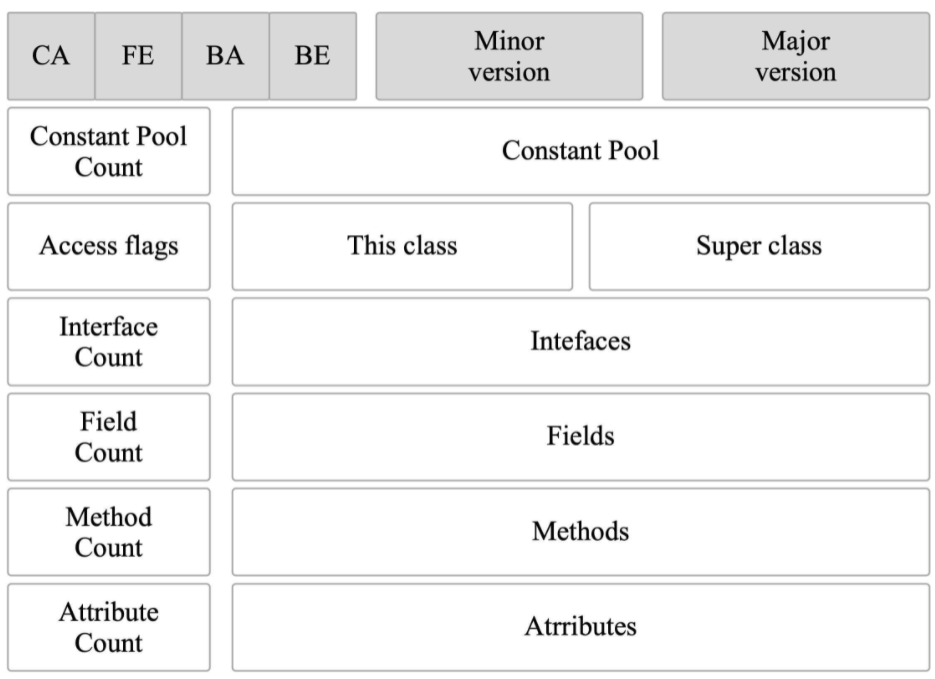 CA FE BA BE Minor version Major version
Constant Pool Count Constant Pool
Access flags This class Super class
Interface Count Intefaces
Field Count Fields
Method Count Methods
Attribute Count Atrributes